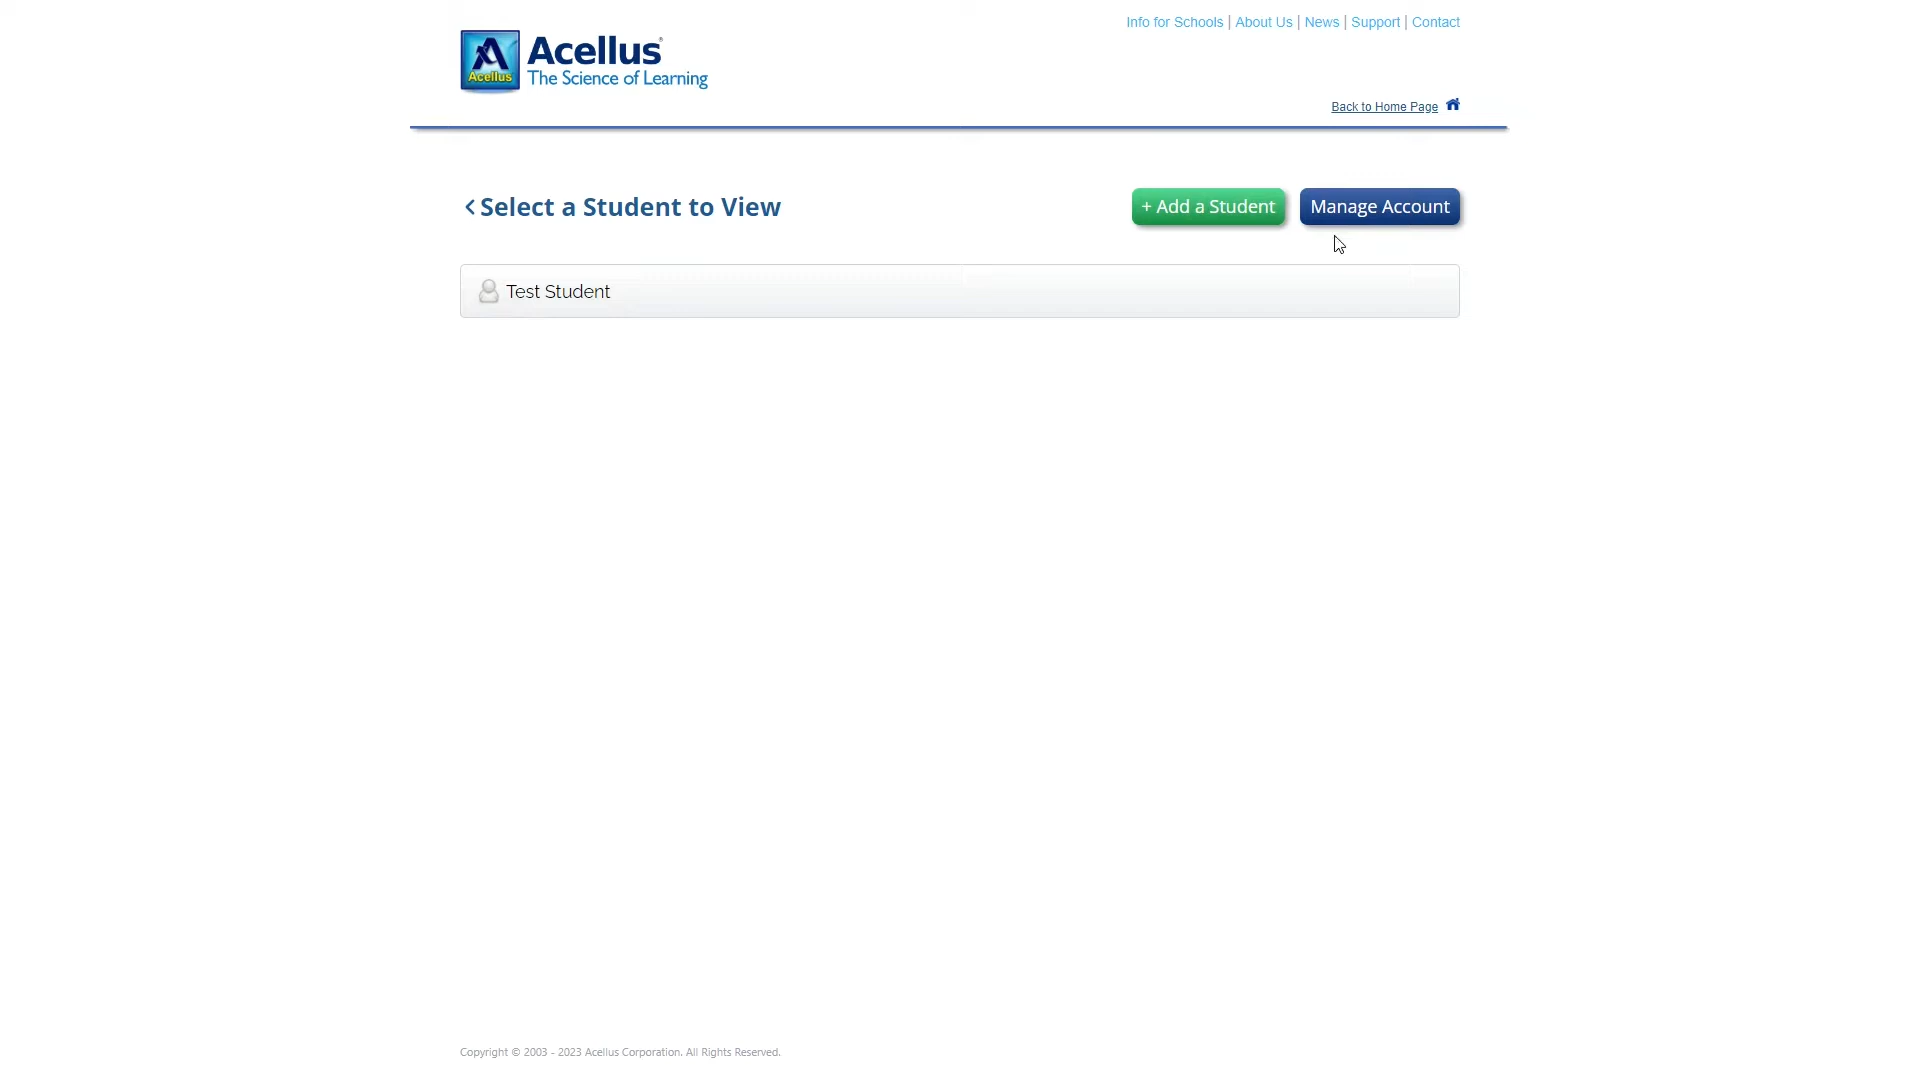 Info for Schools | About Us | News | Support | Contact
Acellus
Acellus®
The Science of Learning
Back to Home Page
<Select a Student to View
+ Add a Student
Manage Account
Test Student
Copyright © 2003 - 2023 Acellus Corporation. All Rights Reserved.